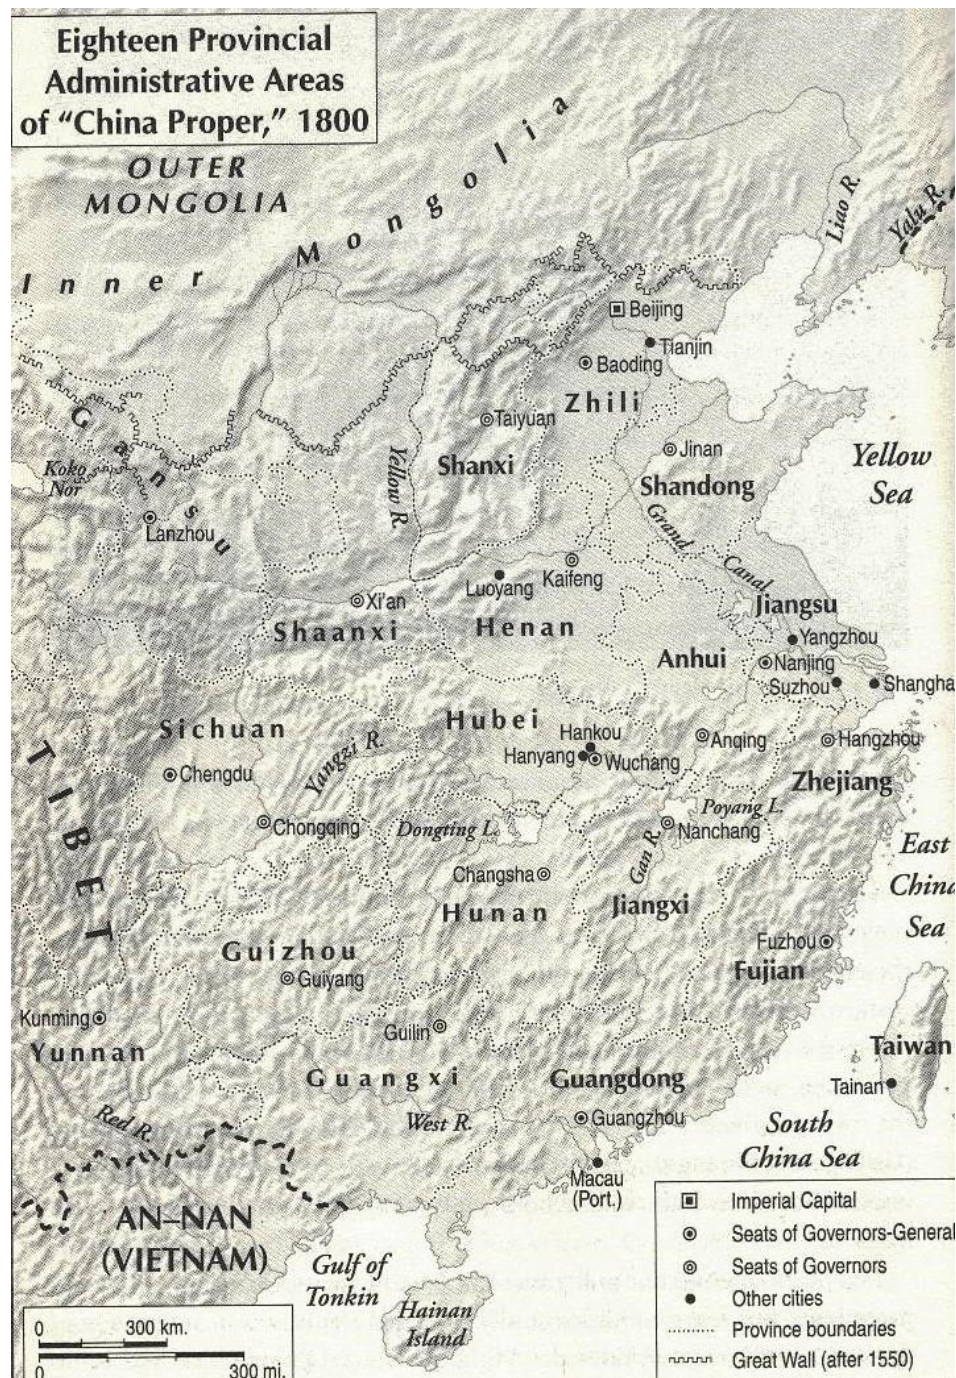 Eighteen Provincial
Administrative Areas
of “China Proper,” 1800
OUTER
MONGOLIA
Inner Mongolia
Liao R.
Yalu R.
Beijing
Tianjin
Baoding
Zhili
Taiyuan
Shanxi
Yellow R.
Jinan
Shandong
Yellow
Sea
Gansu
Koko
Nor
Lanzhou
Grand
Canal
Kaifeng
Luoyang
Xi'an
Shaanxi
Henan
Jiangsu
Yangzhou
Anhui
Nanjing
Suzhou
Shangha
Sichuan
Hubei
Hankou
Hanyang
Wuchang
Anqing
Hangzhou
Yangzi R.
Chengdu
Zhejiang
TIBET
Chongqing
Dongting L.
Poyang L.
Nanchang
Gan R.
East
China
Sea
Changsha
Hunan
Jiangxi
Guizhou
Guiyang
Fuzhou
Fujian
Kunming
Yunnan
Guilin
Guangxi
Guangdong
Taiwan
Tainan
Red R.
West R.
Guangzhou
South
China Sea
Macau
(Port.)
AN–NAN
(VIETNAM)
Gulf of
Tonkin
Hainan
Island
Imperial Capital
Seats of Governors-General
Seats of Governors
Other cities
Province boundaries
Great Wall (after 1550)
0 300 km.
0 300 mi.